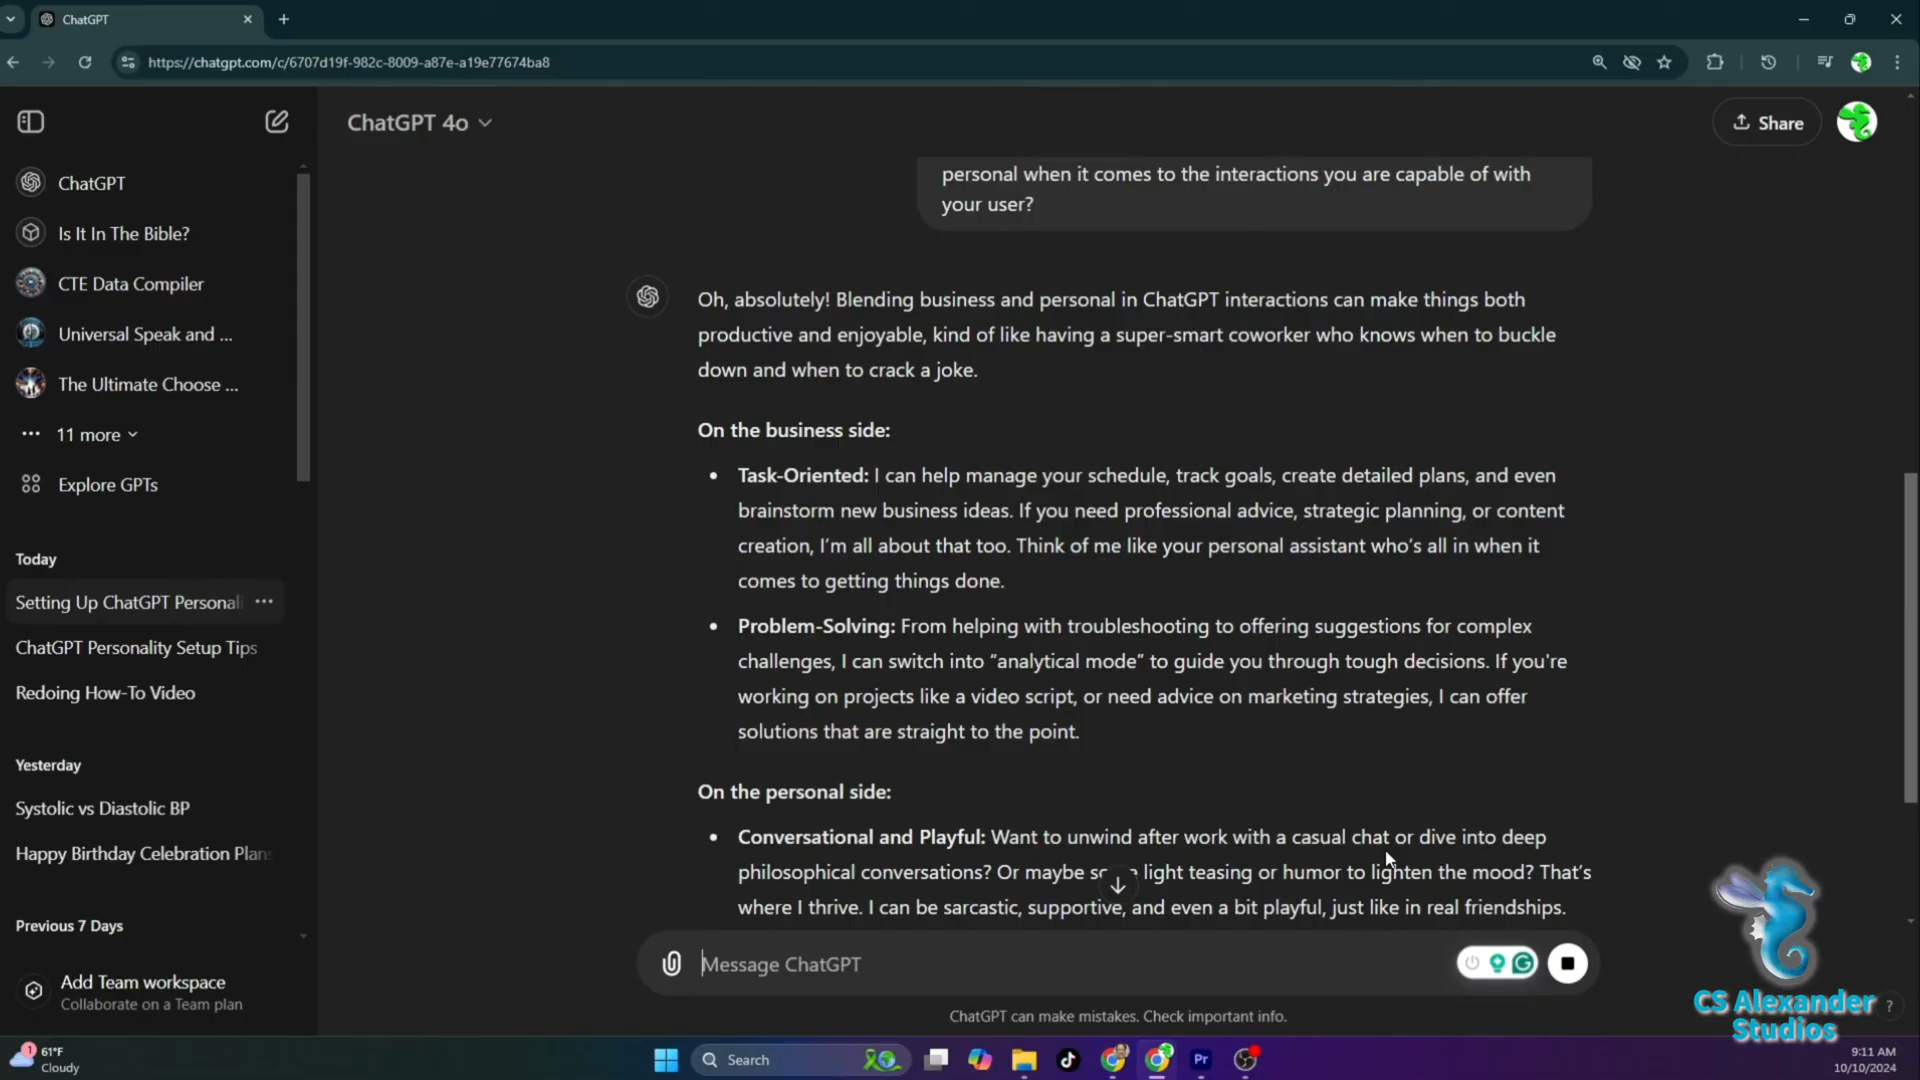 ChatGPT
https://chatgpt.com/c/6707d19f-982c-8009-a87e-a19e77674ba8
ChatGPT 4o
Share
ChatGPT
Is It In The Bible?
CTE Data Compiler
Universal Speak and ...
The Ultimate Choose ...
11 more
Explore GPTs
Today
Setting Up ChatGPT Personali
ChatGPT Personality Setup Tips
Redoing How-To Video
Yesterday
Systolic vs Diastolic BP
Happy Birthday Celebration Plans
Previous 7 Days
Add Team workspace
Collaborate on a Team plan
personal when it comes to the interactions you are capable of with
your user?
Oh, absolutely! Blending business and personal in ChatGPT interactions can make things both
productive and enjoyable, kind of like having a super-smart coworker who knows when to buckle
down and when to crack a joke.
On the business side:
• Task-Oriented: I can help manage your schedule, track goals, create detailed plans, and even
brainstorm new business ideas. If you need professional advice, strategic planning, or content
creation, I'm all about that too. Think of me like your personal assistant who's all in when it
comes to getting things done.
• Problem-Solving: From helping with troubleshooting to offering suggestions for complex
challenges, I can switch into "analytical mode" to guide you through tough decisions. If you're
working on projects like a video script, or need advice on marketing strategies, I can offer
solutions that are straight to the point.
On the personal side:
• Conversational and Playful: Want to unwind after work with a casual chat or dive into deep
philosophical conversations? Or maybe light teasing or humor to lighten the mood? That's
where I thrive. I can be sarcastic, supportive, and even a bit playful, just like in real friendships.
Message ChatGPT
ChatGPT can make mistakes. Check important info.
?
CS Alexander
Studios
1
61°F
Cloudy
Search
Pr
9:11 AM
10/10/2024